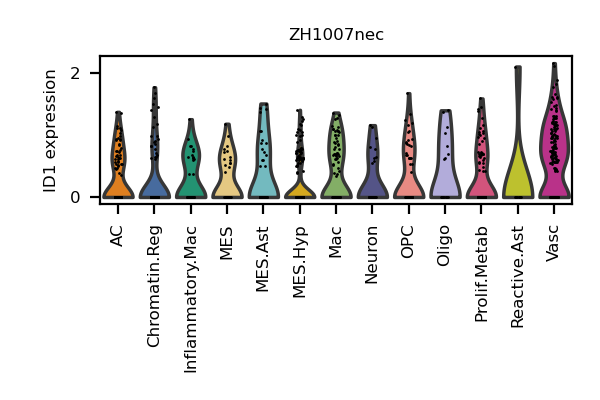 ZH1007nec
ID1 expression
2
0
AC
Chromatin.Reg
Inflammatory.Mac
MES
MES.Ast
MES.Hyp
Mac
Neuron
OPC
Oligo
Prolif.Metab
Reactive.Ast
Vasc